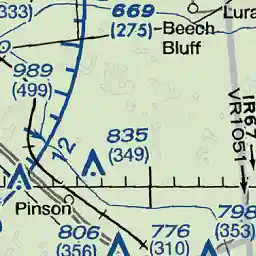 333)
669
(275)
Lura
Beech
Bluff
989
(499)
IR67
VR1051
835
(349)
12
Pinson
798
(353)
806
(356)
776
(310)